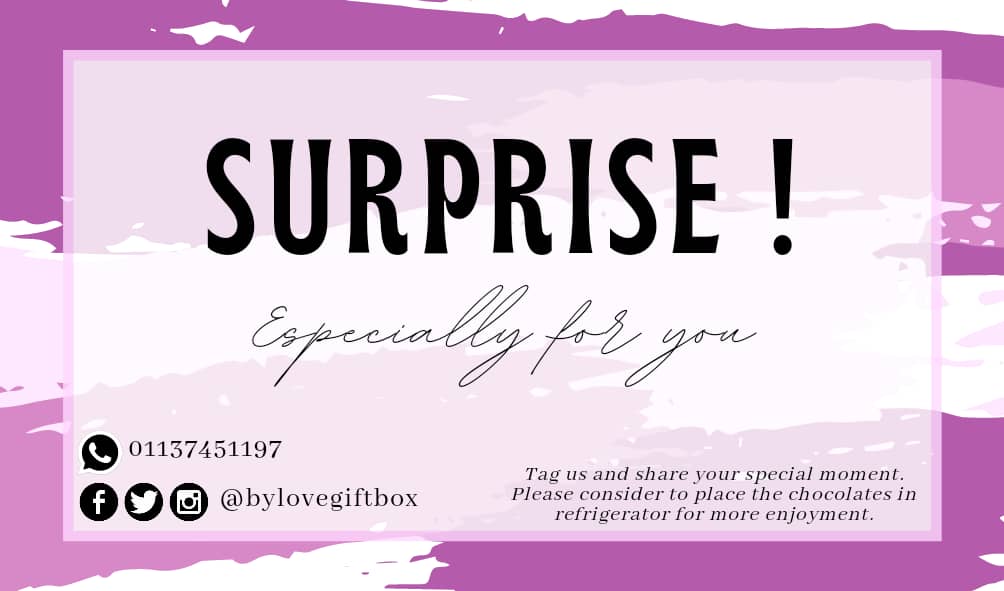 SURPRISE !
Especially for you
01137451197
@bylovegiftbox
Tag us and share your special moment.
Please consider to place the chocolates in
refrigerator for more enjoyment.